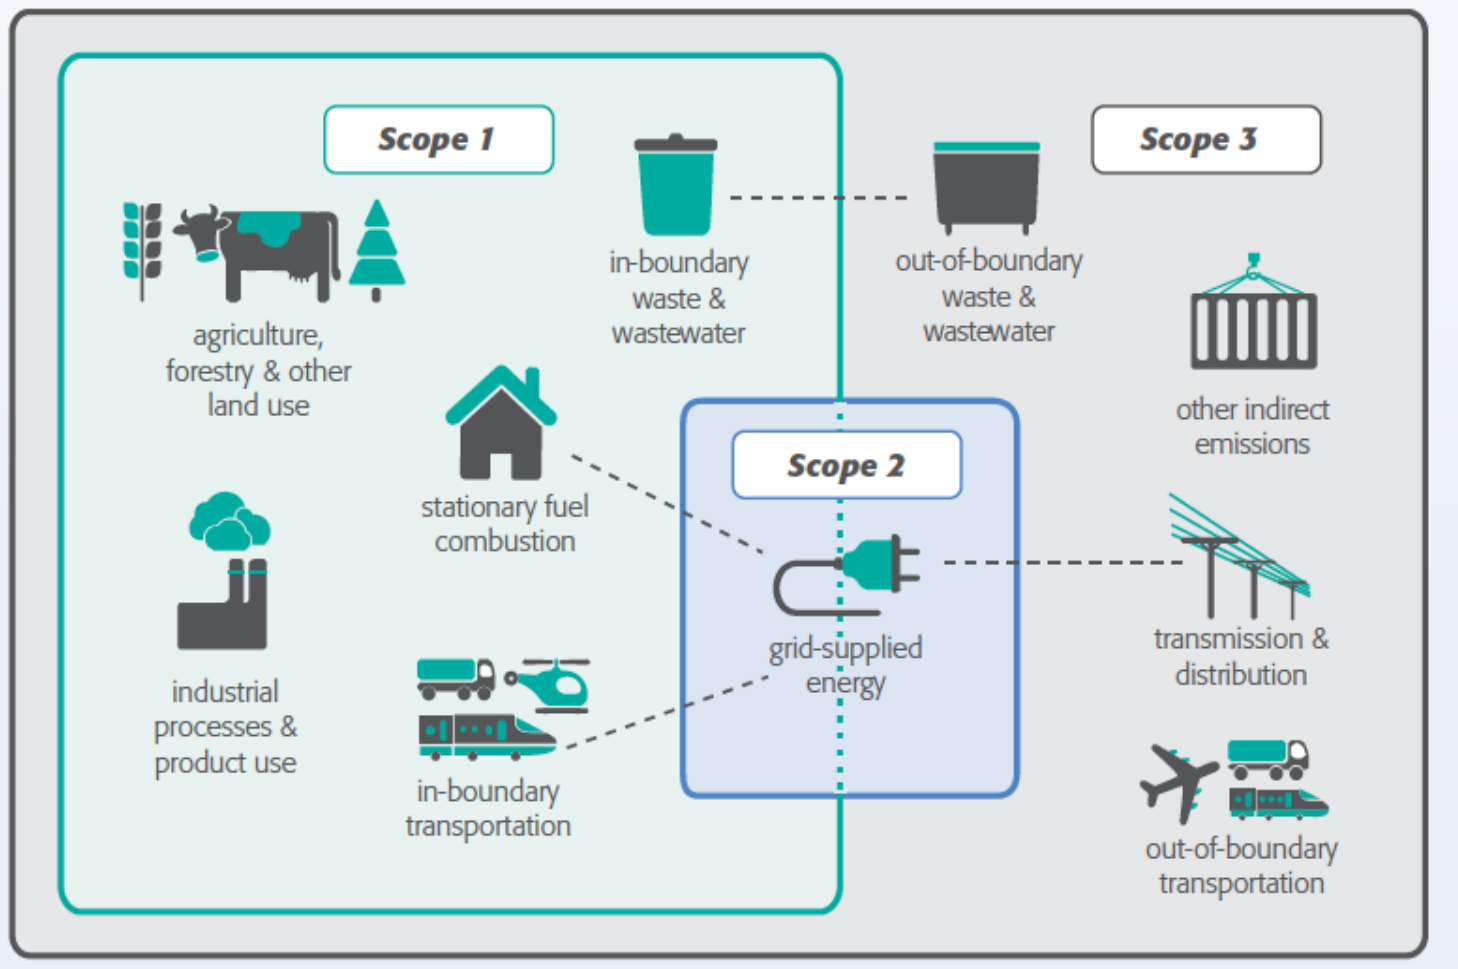 Scope 1
Scope 3
in-boundary
waste &
wastewater
out-of-boundary
waste &
wastewater
agriculture,
forestry & other
land use
other indirect
emissions
Scope 2
stationary fuel
combustion
grid-supplied
energy
transmission &
distribution
industrial
processes &
product use
in-boundary
transportation
out-of-boundary
transportation